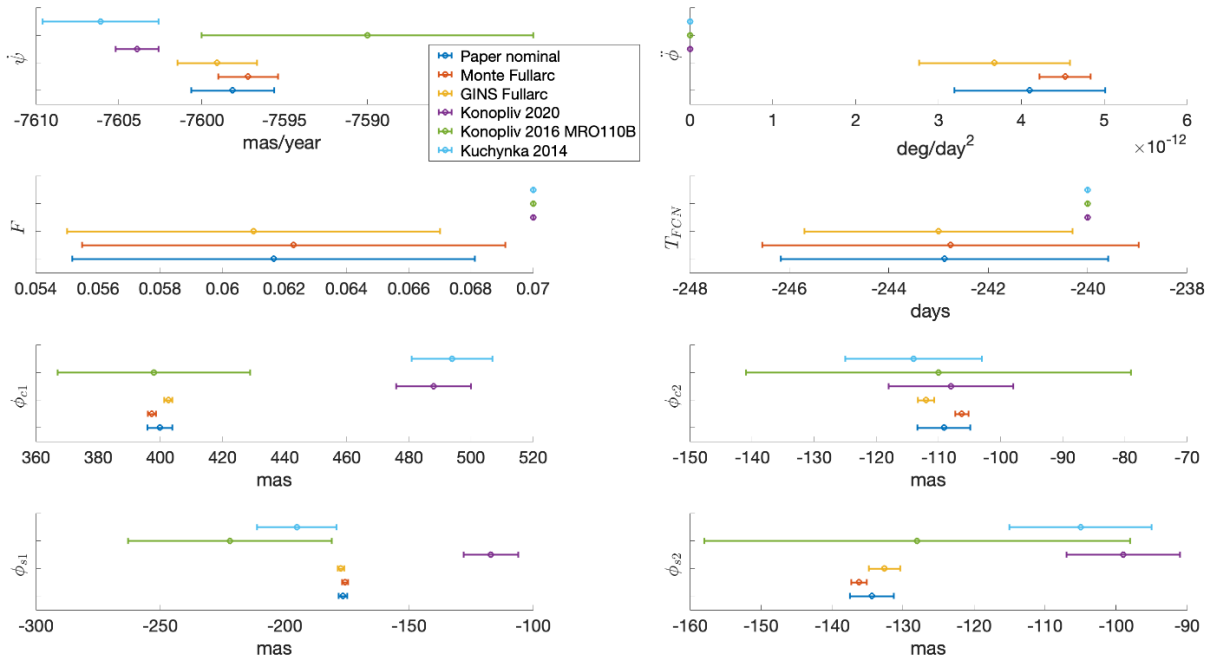 ψ̇
-7610 -7605 -7600 -7595 -7590
mas/year
Paper nominal
Monte Fullarc
GINS Fullarc
Konopliv 2020
Konopliv 2016 MRO110B
Kuchynka 2014
ϕ̈
0 1 2 3 4 5 6
deg/day²
×10⁻¹²
F
0.054 0.056 0.058 0.06 0.062 0.064 0.066 0.068 0.07
T_FCN
-248 -246 -244 -242 -240 -238
days
ϕ_c1
360 380 400 420 440 460 480 500 520
mas
ϕ_c2
-150 -140 -130 -120 -110 -100 -90 -80 -70
mas
ϕ_s1
-300 -250 -200 -150 -100
mas
ϕ_s2
-160 -150 -140 -130 -120 -110 -100 -90
mas